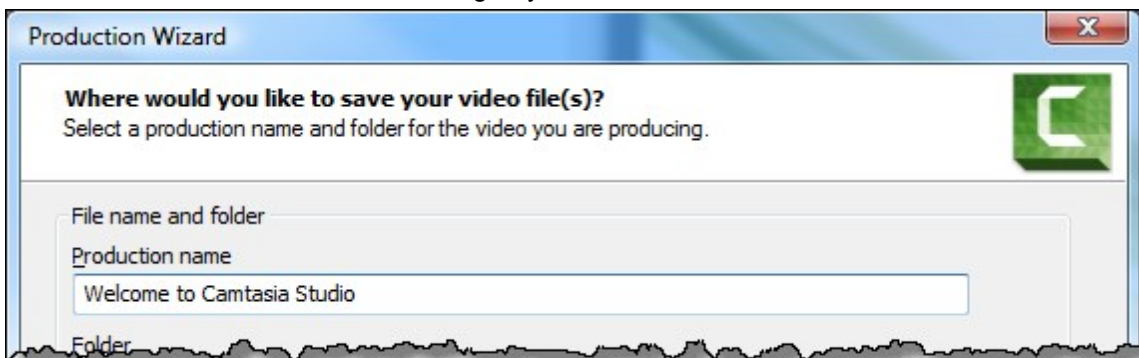 Production Wizard
Where would you like to save your video file(s)?
Select a production name and folder for the video you are producing.
File name and folder
Production name
Welcome to Camtasia Studio
Folder